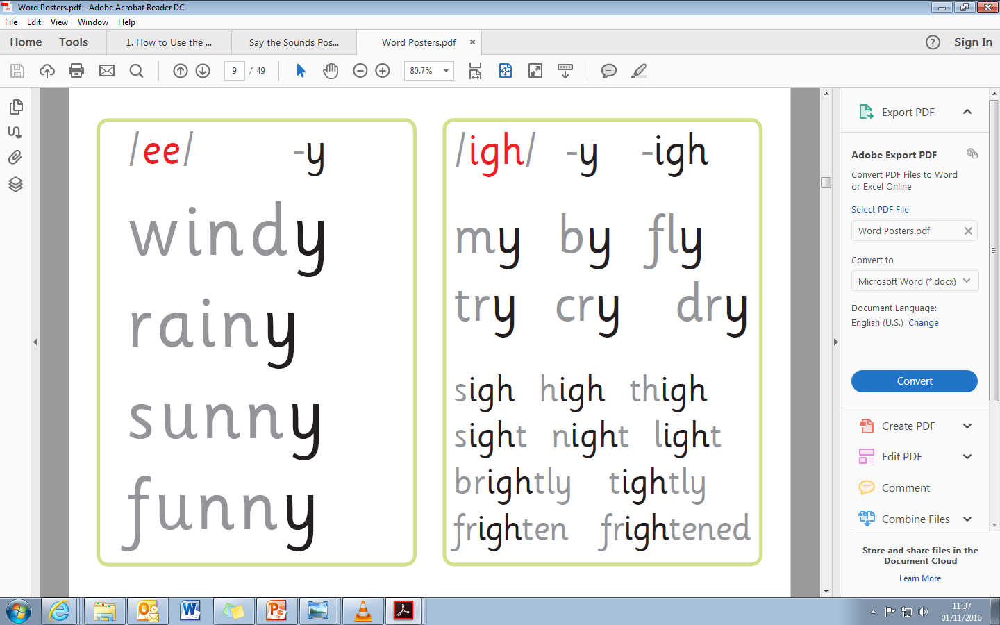 Word Posters.pdf - Adobe Acrobat Reader DC
File Edit View Window Help
Home Tools 1. How to Use the ... Say the Sounds Pos... Word Posters.pdf × ? Sign In
9 / 49 80.7%
/ee/ -y
windy
rainy
sunny
funny
/igh/ -y -igh
my by fly
try cry dry
sigh high thigh
sight night light
brightly tightly
frighten frightened
Export PDF
Adobe Export PDF
Convert PDF Files to Word
or Excel Online
Select PDF File
Word Posters.pdf
Convert to
Microsoft Word (*.docx)
Document Language:
English (U.S.) Change
Convert
Create PDF
Edit PDF
Comment
Combine Files
Store and share files in the
Document Cloud
Learn More
11:37
01/11/2016